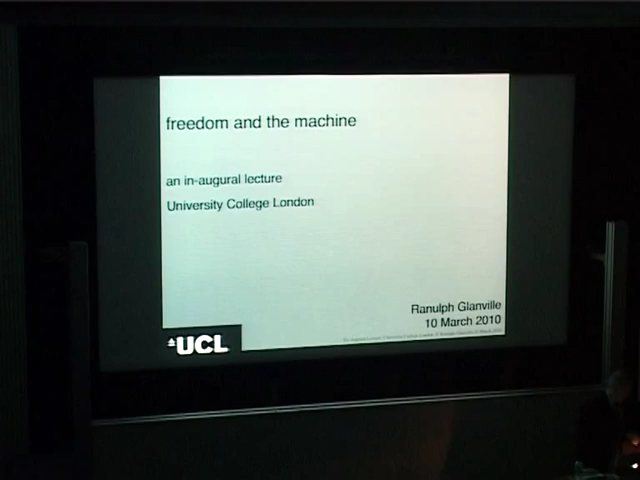 freedom and the machine
an in-augural lecture
University College London
Ranulph Glanville
10 March 2010
UCL